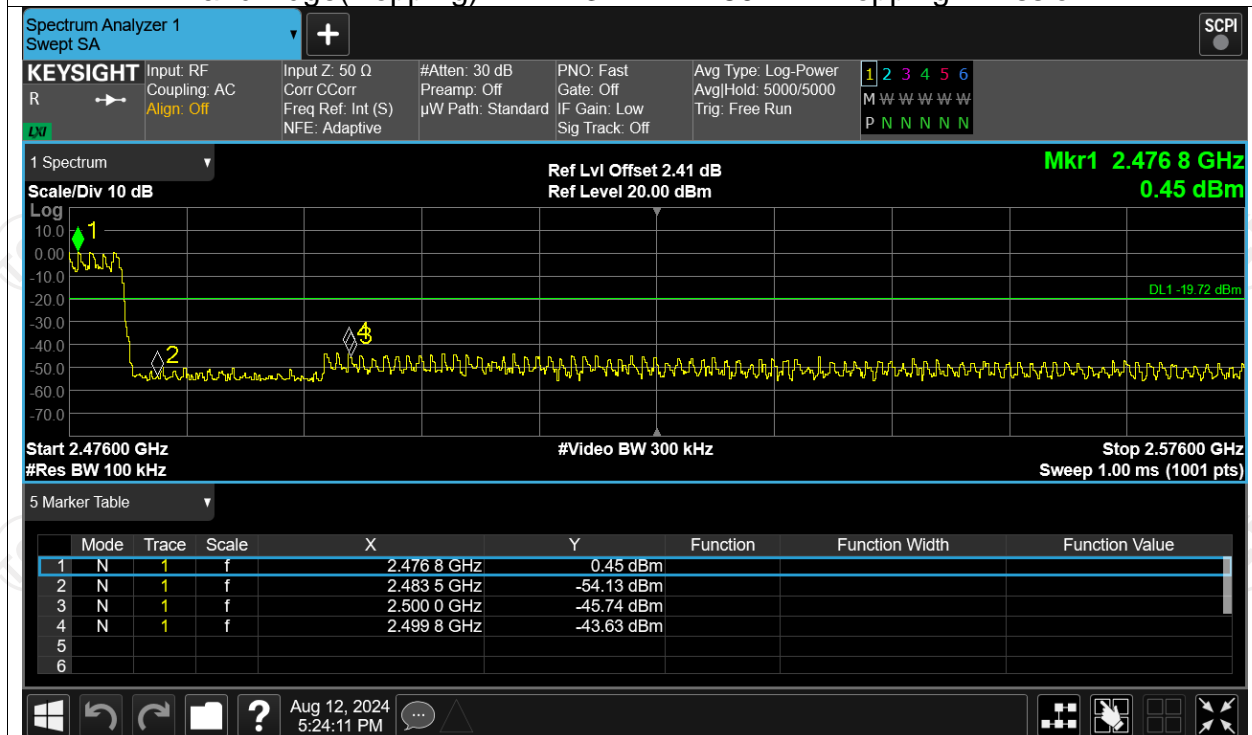 Spectrum Analyzer 1
Swept SA
+
SCPI
KEYSIGHT
R
LXI
Input: RF
Coupling: AC
Align: Off
Input Z: 50 Ω
Corr CCorr
Freq Ref: Int (S)
NFE: Adaptive
#Atten: 30 dB
Preamp: Off
µW Path: Standard
PNO: Fast
Gate: Off
IF Gain: Low
Sig Track: Off
Avg Type: Log-Power
Avg|Hold: 5000/5000
Trig: Free Run
1 2 3 4 5 6
M W W W W W
P N N N N N
1 Spectrum
Scale/Div 10 dB
Ref Lvl Offset 2.41 dB
Ref Level 20.00 dBm
Mkr1 2.476 8 GHz
0.45 dBm
Log
10.0
0.00
-10.0
-20.0
-30.0
-40.0
-50.0
-60.0
-70.0
1
2
DL1 -19.72 dBm
Start 2.47600 GHz
#Res BW 100 kHz
#Video BW 300 kHz
Stop 2.57600 GHz
Sweep 1.00 ms (1001 pts)
5 Marker Table
Mode Trace Scale X Y Function Function Width Function Value
1 N 1 f 2.476 8 GHz 0.45 dBm
2 N 1 f 2.483 5 GHz -54.13 dBm
3 N 1 f 2.500 0 GHz -45.74 dBm
4 N 1 f 2.499 8 GHz -43.63 dBm
5
6
?
Aug 12, 2024
5:24:11 PM